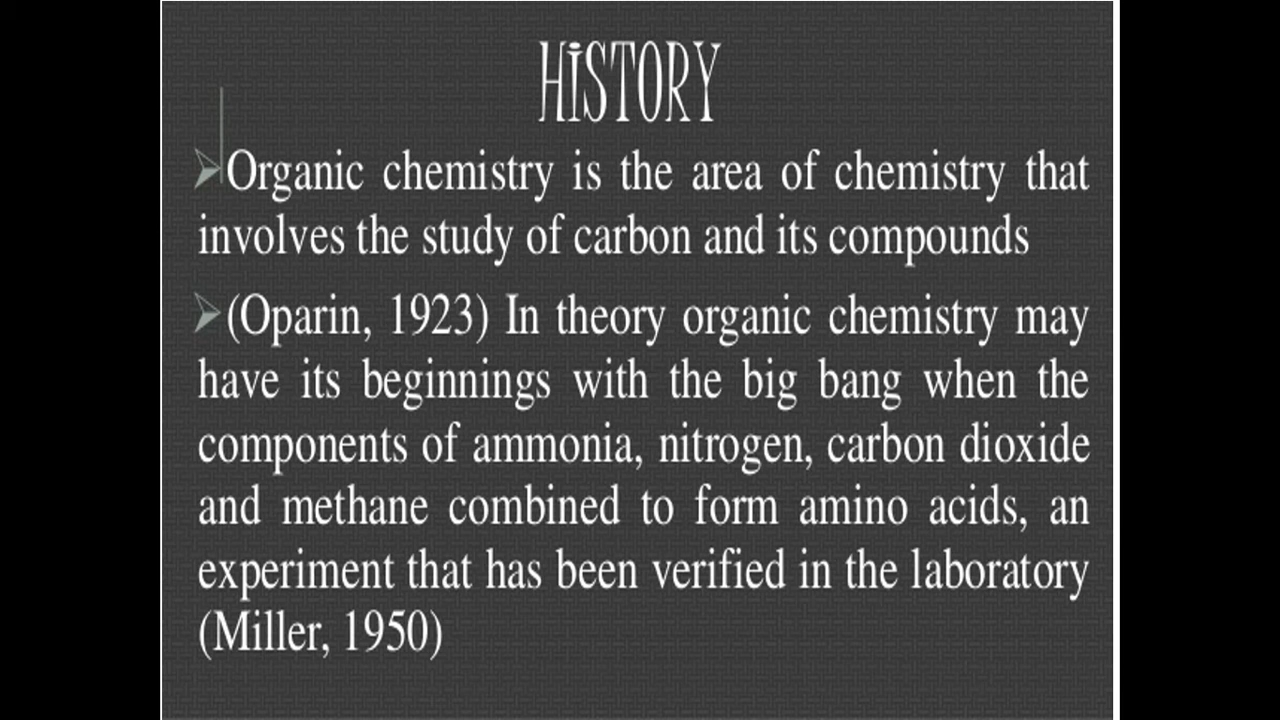 HiSTORY
Organic chemistry is the area of chemistry that
involves the study of carbon and its compounds
(Oparin, 1923) In theory organic chemistry may
have its beginnings with the big bang when the
components of ammonia, nitrogen, carbon dioxide
and methane combined to form amino acids, an
experiment that has been verified in the laboratory
(Miller, 1950)